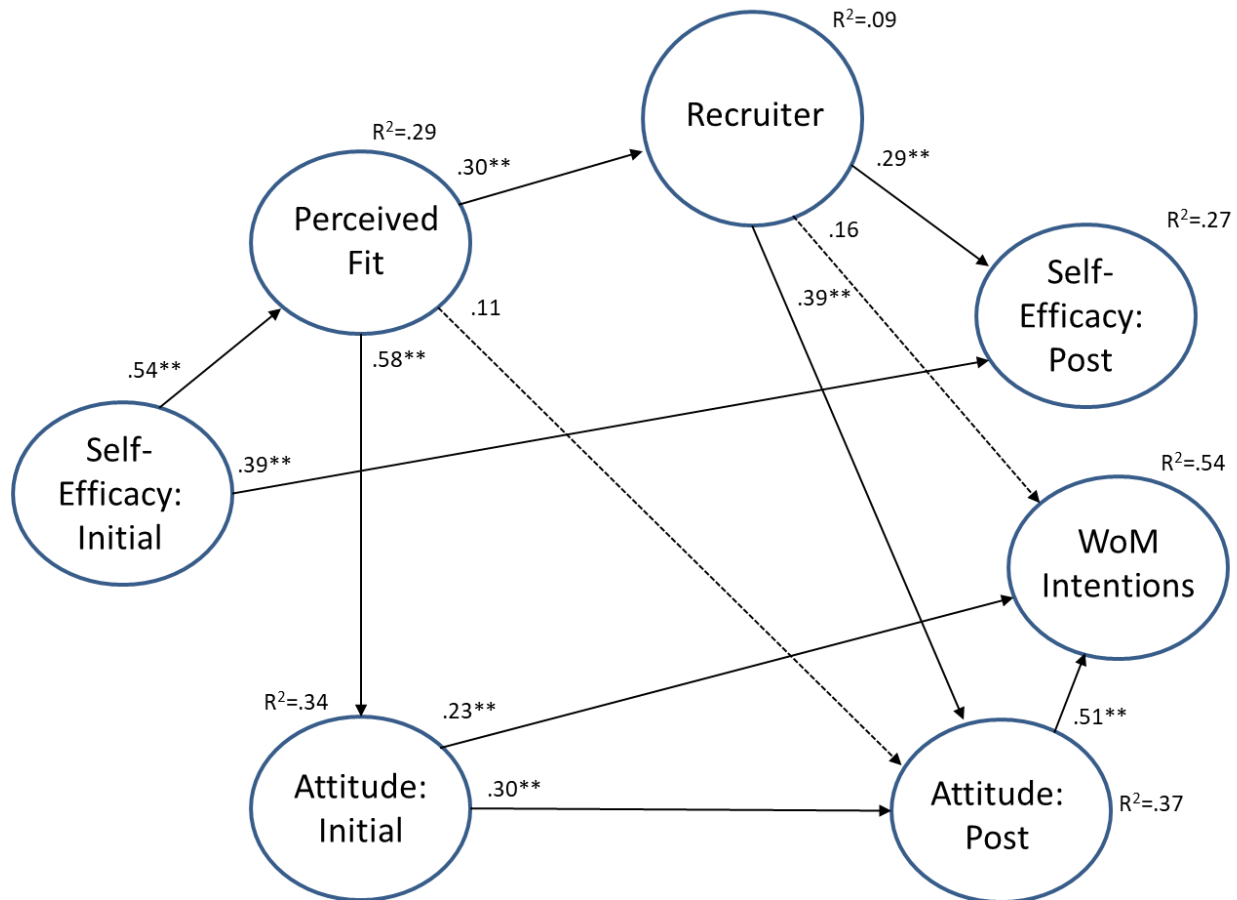 R²=.09
Recruiter
R²=.29
.30**
.29**
Perceived
Fit
R²=.27
.16
Self-
Efficacy:
Post
.39**
.11
.58**
.54**
Self-
Efficacy:
Initial
.39**
R²=.54
WoM
Intentions
R²=.34
.23**
.51**
Attitude:
Initial
.30**
Attitude:
Post
R²=.37